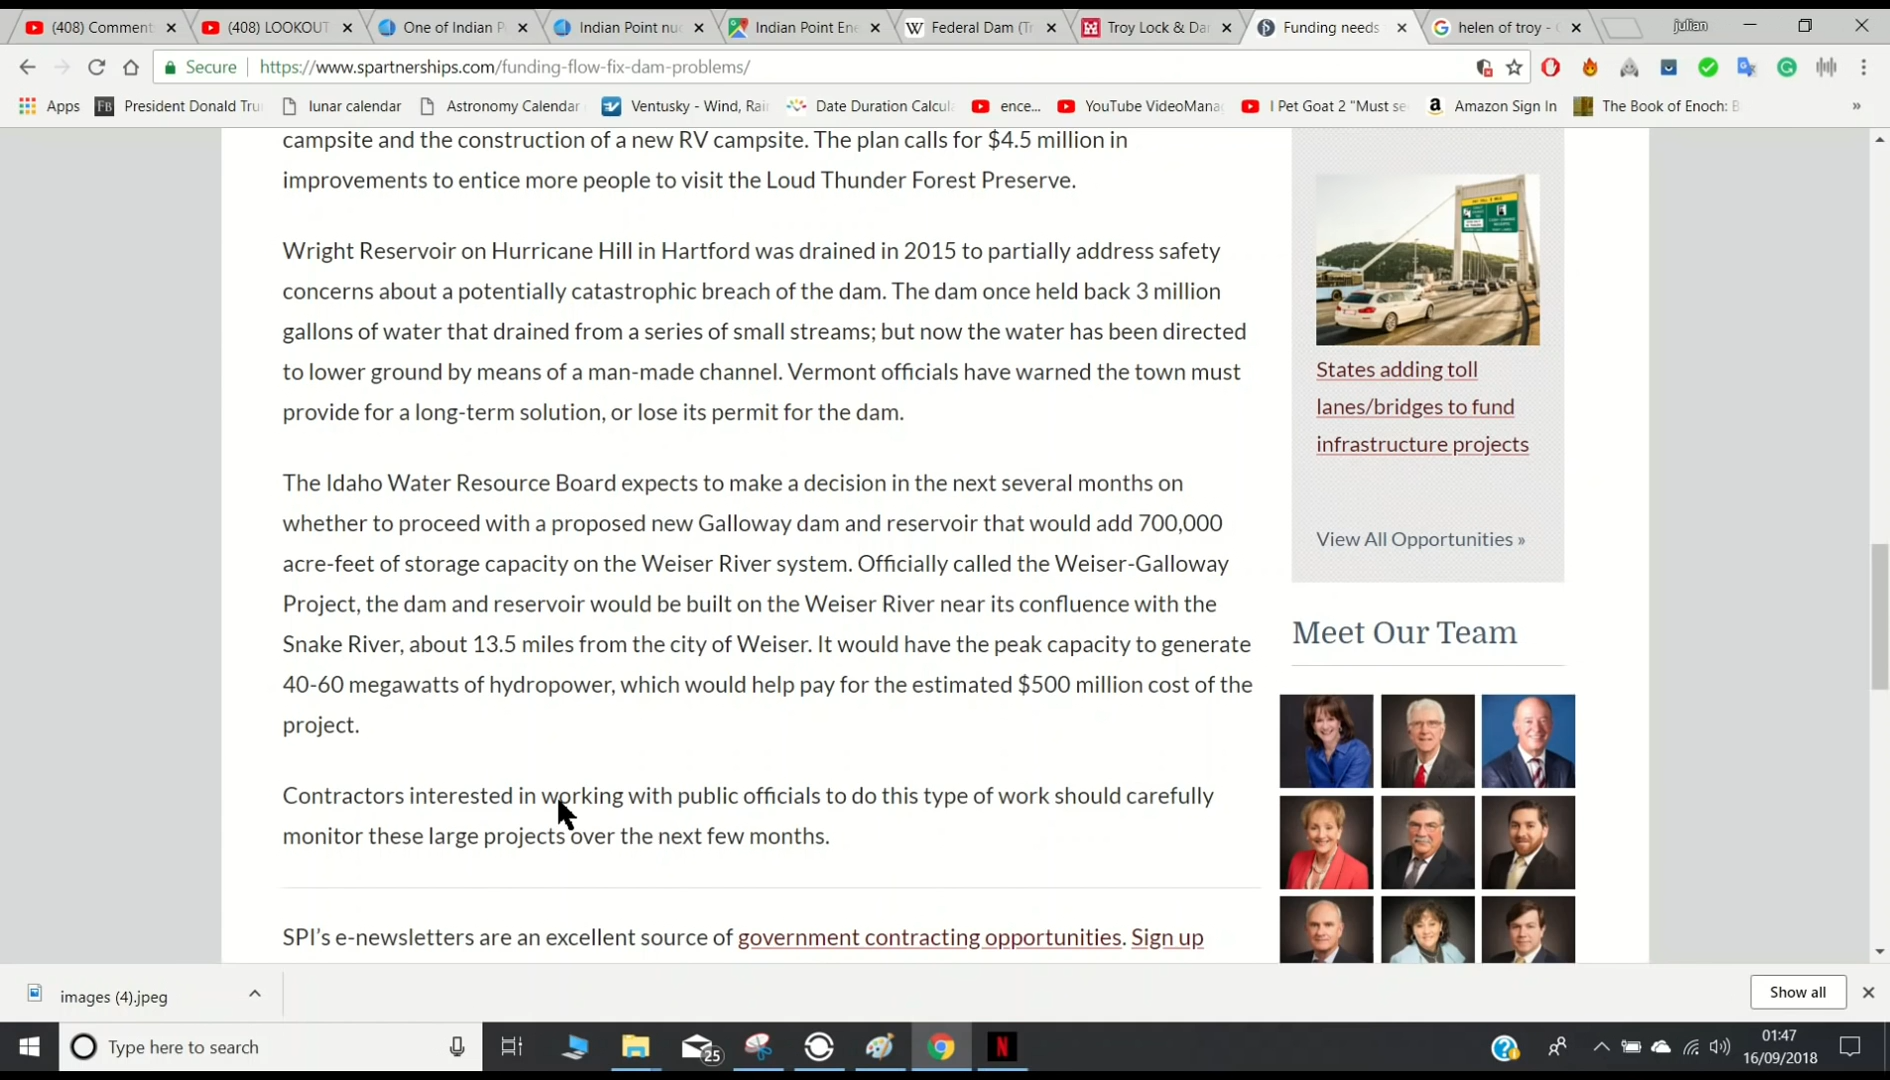 (408) Comment
(408) LOOKOUT
One of Indian P
Indian Point nuc
Indian Point Ene
Federal Dam (Tr
Troy Lock & Da
Funding needs
helen of troy -
julian
Secure
https://www.spartnerships.com/funding-flow-fix-dam-problems/
Apps
President Donald Tru
lunar calendar
Astronomy Calendar
Ventusky - Wind, Rai
Date Duration Calcula
ence...
YouTube VideoManag
I Pet Goat 2 "Must se
Amazon Sign In
The Book of Enoch: B
campsite and the construction of a new RV campsite. The plan calls for $4.5 million in
improvements to entice more people to visit the Loud Thunder Forest Preserve.
Wright Reservoir on Hurricane Hill in Hartford was drained in 2015 to partially address safety
concerns about a potentially catastrophic breach of the dam. The dam once held back 3 million
gallons of water that drained from a series of small streams; but now the water has been directed
to lower ground by means of a man-made channel. Vermont officials have warned the town must
provide for a long-term solution, or lose its permit for the dam.
The Idaho Water Resource Board expects to make a decision in the next several months on
whether to proceed with a proposed new Galloway dam and reservoir that would add 700,000
acre-feet of storage capacity on the Weiser River system. Officially called the Weiser-Galloway
Project, the dam and reservoir would be built on the Weiser River near its confluence with the
Snake River, about 13.5 miles from the city of Weiser. It would have the peak capacity to generate
40-60 megawatts of hydropower, which would help pay for the estimated $500 million cost of the
project.
Contractors interested in working with public officials to do this type of work should carefully
monitor these large projects over the next few months.
SPI's e-newsletters are an excellent source of government contracting opportunities. Sign up
States adding toll
lanes/bridges to fund
infrastructure projects
View All Opportunities »
Meet Our Team
images (4).jpeg
Show all
Type here to search
25
01:47
16/09/2018